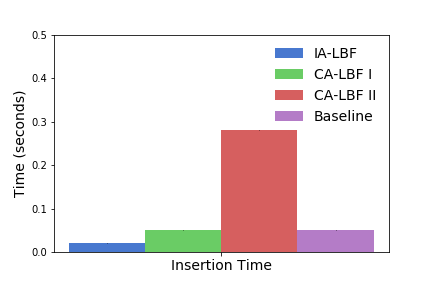 0.5
0.4
0.3
0.2
0.1
0.0
Time (seconds)
IA-LBF
CA-LBF I
CA-LBF II
Baseline
Insertion Time